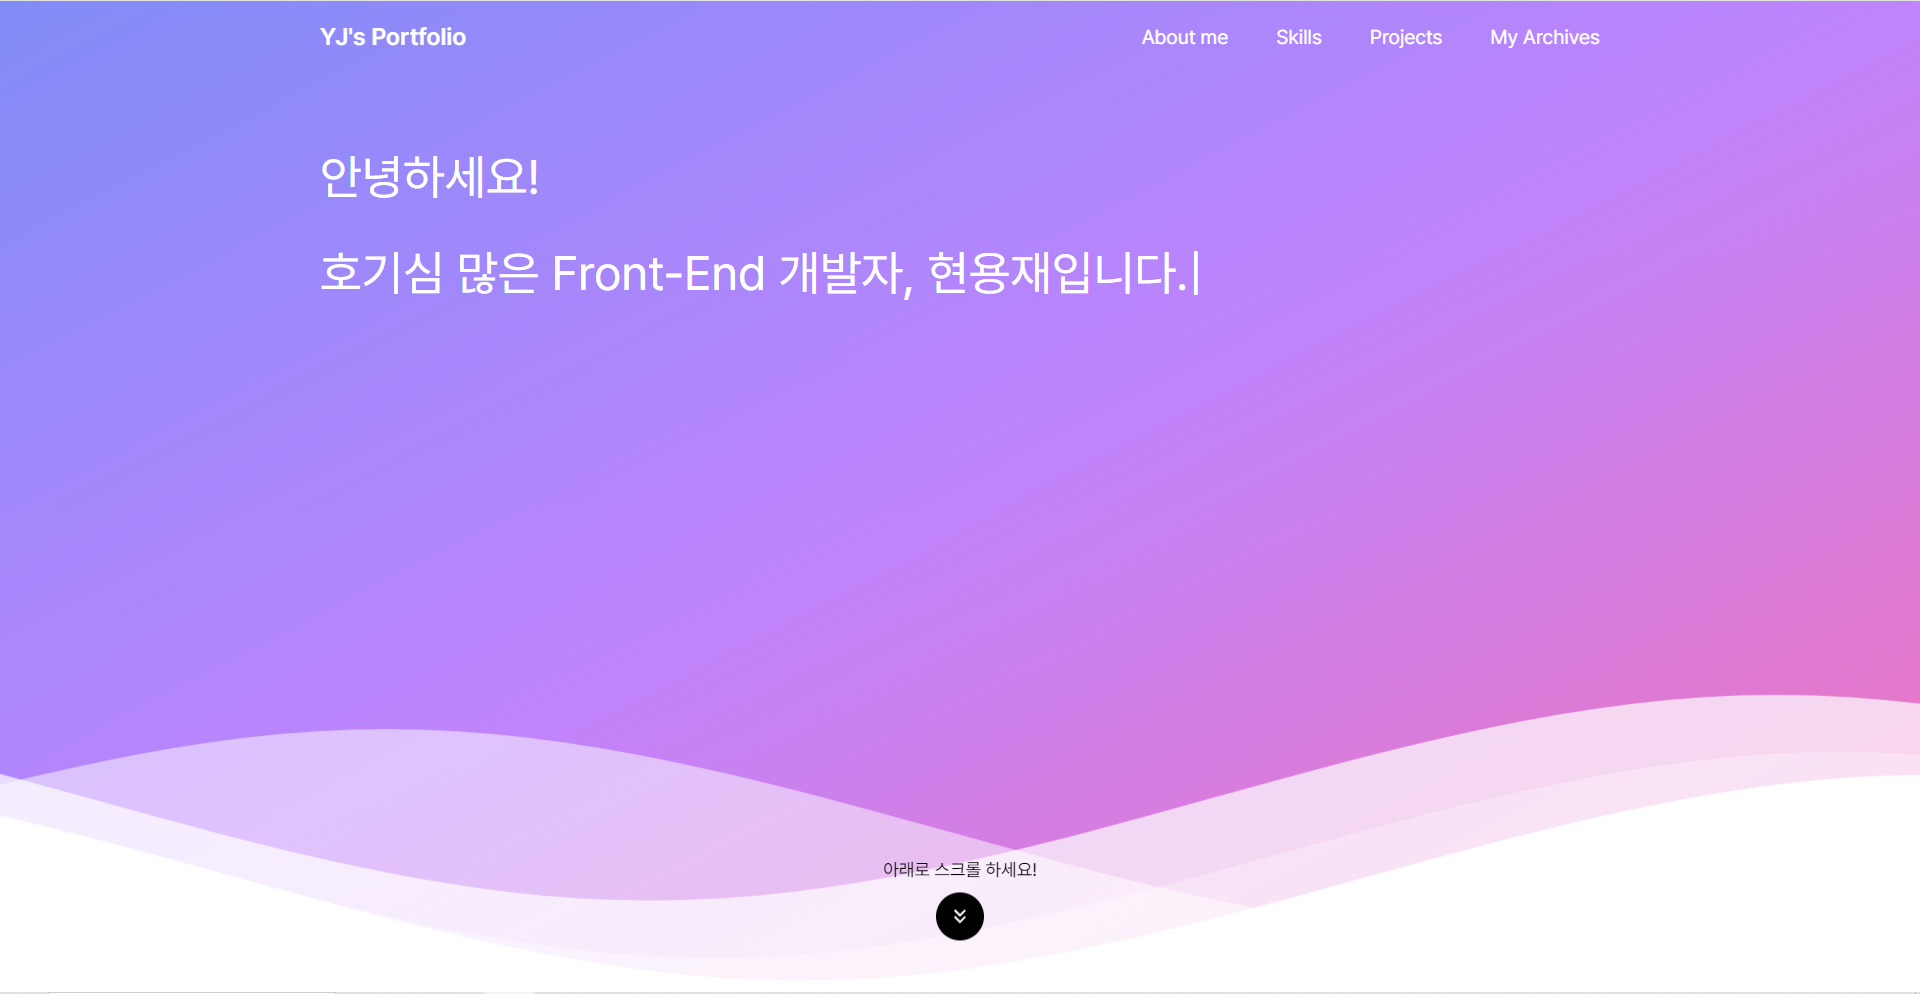 YJ's Portfolio
About me Skills Projects My Archives
안녕하세요!
호기심 많은 Front-End 개발자, 현용재입니다.|
아래로 스크롤 하세요!